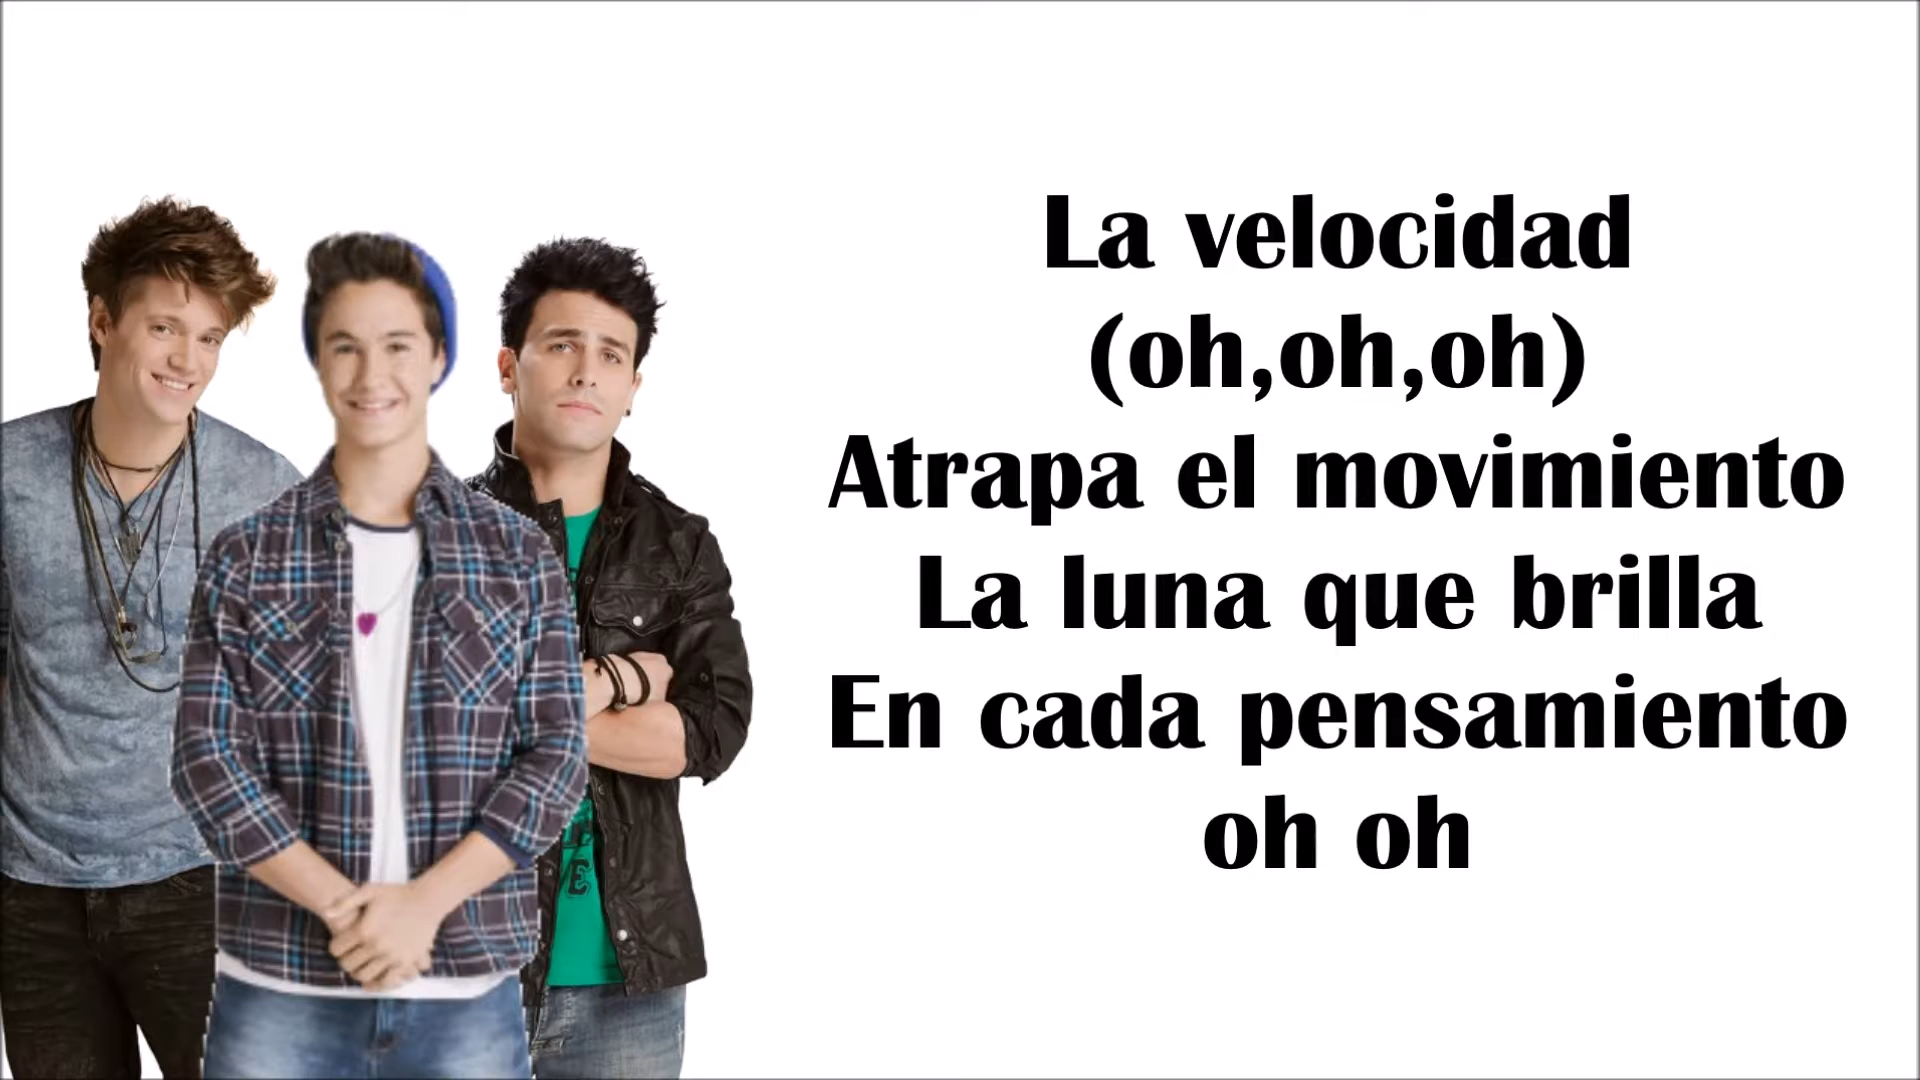 La velocidad
(oh,oh,oh)
Atrapa el movimiento
La luna que brilla
En cada pensamiento
oh oh
E